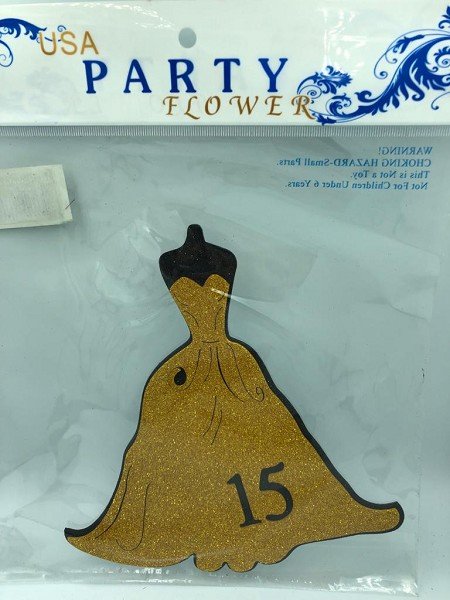 USA
PARTY
FLOWER
WARNING!
CHOKING HAZARD-Small Parts.
This is Not a Toy.
Not For Children Under 6 Years.
15